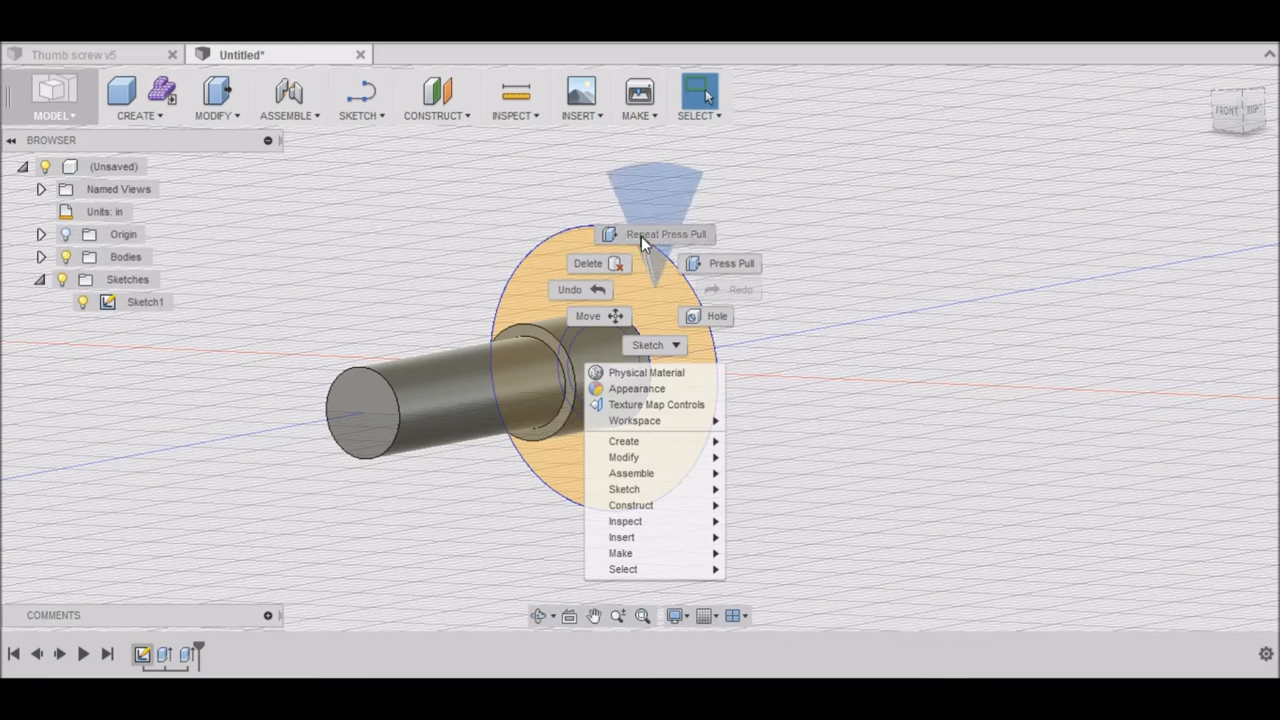 Thumb screw v5
Untitled*
MODEL
CREATE
MODIFY
ASSEMBLE
SKETCH
CONSTRUCT
INSPECT
INSERT
MAKE
SELECT
BROWSER
FRONT
RIGHT
(Unsaved)
Named Views
Units: in
Origin
Bodies
Sketches
Sketch1
Repeat Press Pull
Delete
Press Pull
Undo
Redo
Move
Hole
Sketch
Physical Material
Appearance
Texture Map Controls
Workspace
Create
Modify
Assemble
Sketch
Construct
Inspect
Insert
Make
Select
COMMENTS